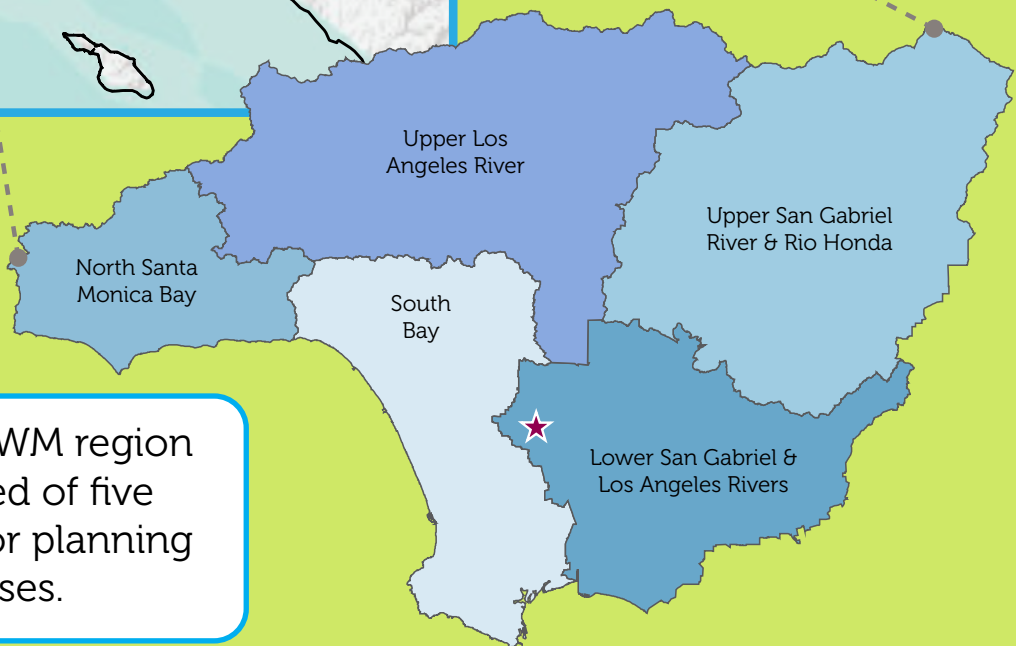 Upper Los
Angeles River
Upper San Gabriel
River & Rio Honda
North Santa
Monica Bay
South
Bay
Lower San Gabriel &
Los Angeles Rivers
WM region
ed of five
or planning
ses.